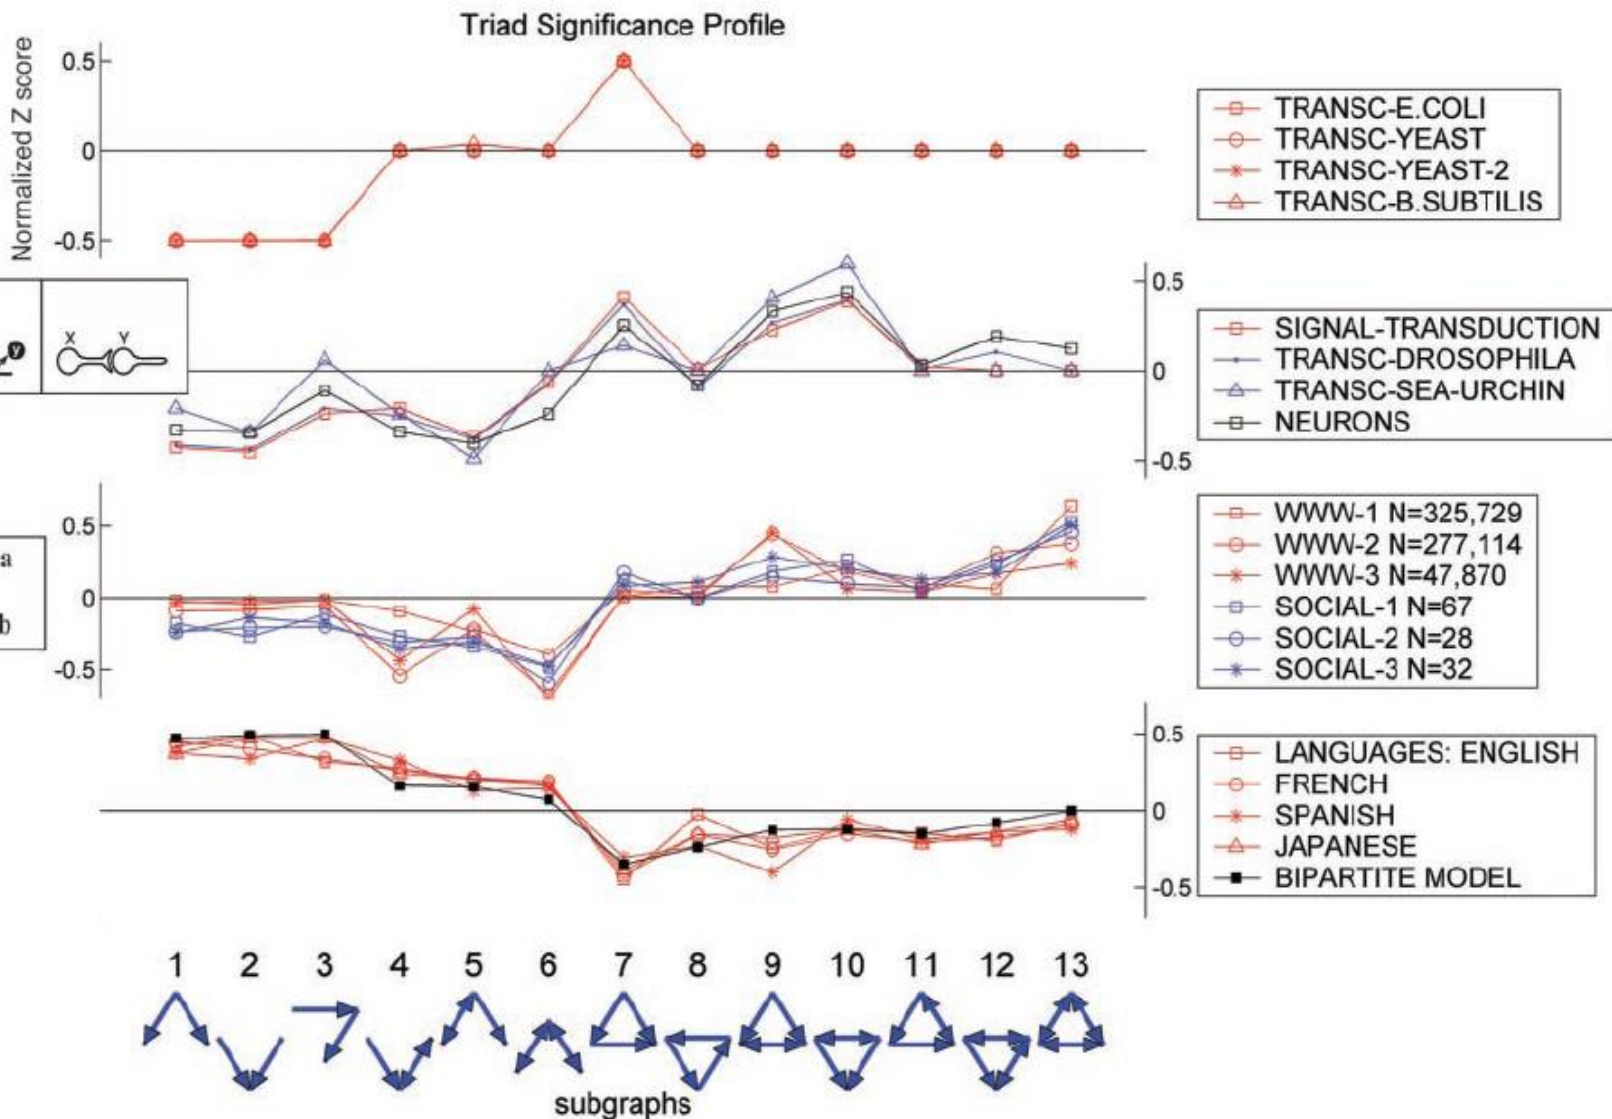 Triad Significance Profile
Normalized Z score
0.5
0
-0.5
TRANSC-E.COLI
TRANSC-YEAST
TRANSC-YEAST-2
TRANSC-B.SUBTILIS
Y
X Y
0.5
0
-0.5
SIGNAL-TRANSDUCTION
TRANSC-DROSOPHILA
TRANSC-SEA-URCHIN
NEURONS
a
b
0.5
0
-0.5
WWW-1 N=325,729
WWW-2 N=277,114
WWW-3 N=47,870
SOCIAL-1 N=67
SOCIAL-2 N=28
SOCIAL-3 N=32
0.5
0
-0.5
LANGUAGES: ENGLISH
FRENCH
SPANISH
JAPANESE
BIPARTITE MODEL
1 2 3 4 5 6 7 8 9 10 11 12 13
subgraphs